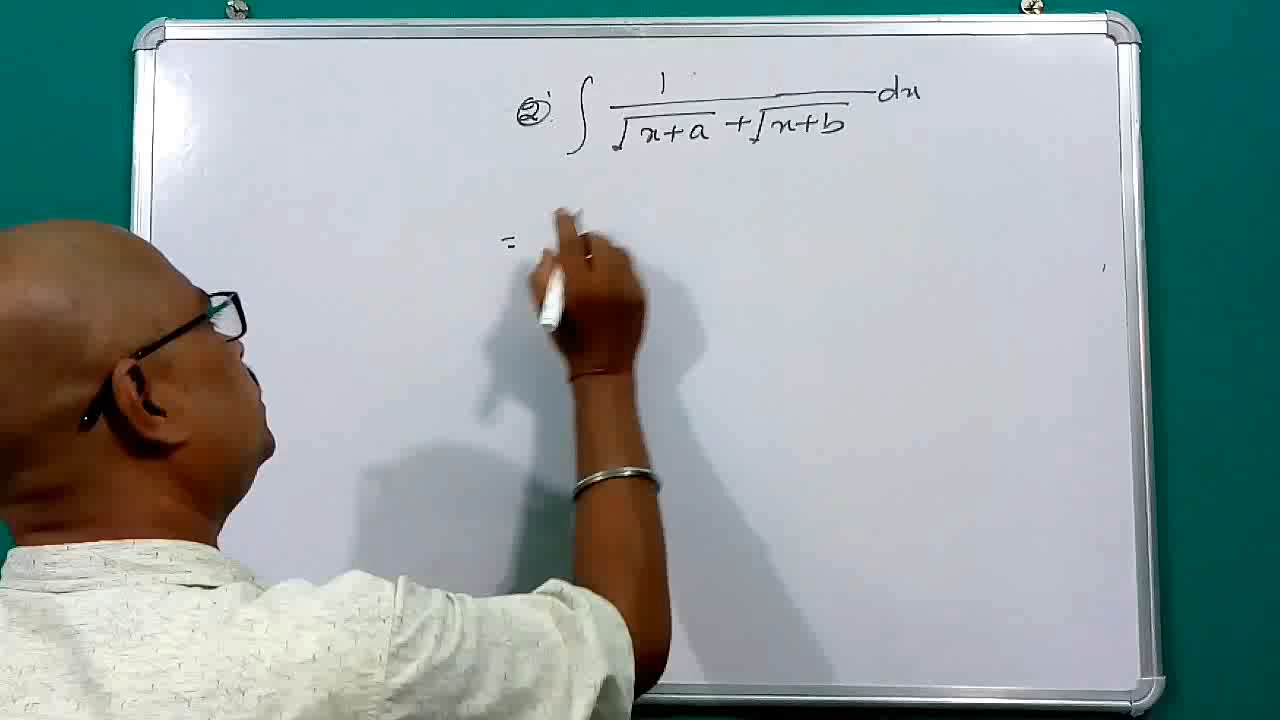 ② ∫ 1/(√(x+a) + √(x+b)) dx
=